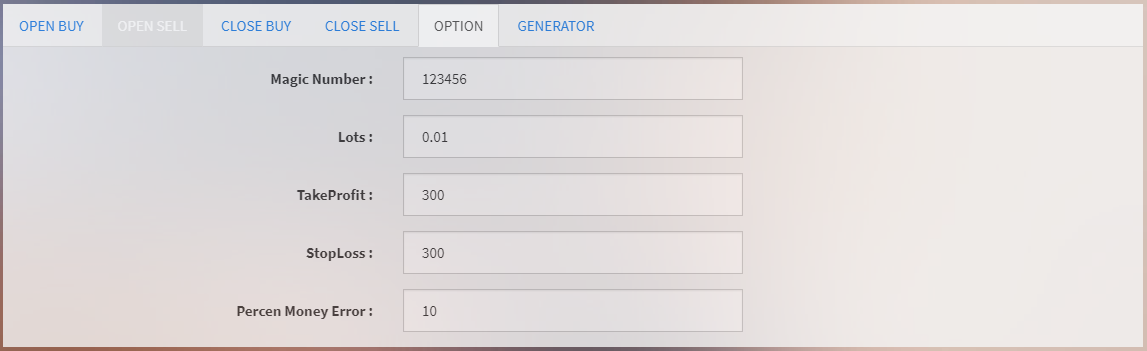 OPEN BUY OPEN SELL CLOSE BUY CLOSE SELL OPTION GENERATOR
Magic Number : 123456
Lots : 0.01
TakeProfit : 300
StopLoss : 300
Percen Money Error : 10